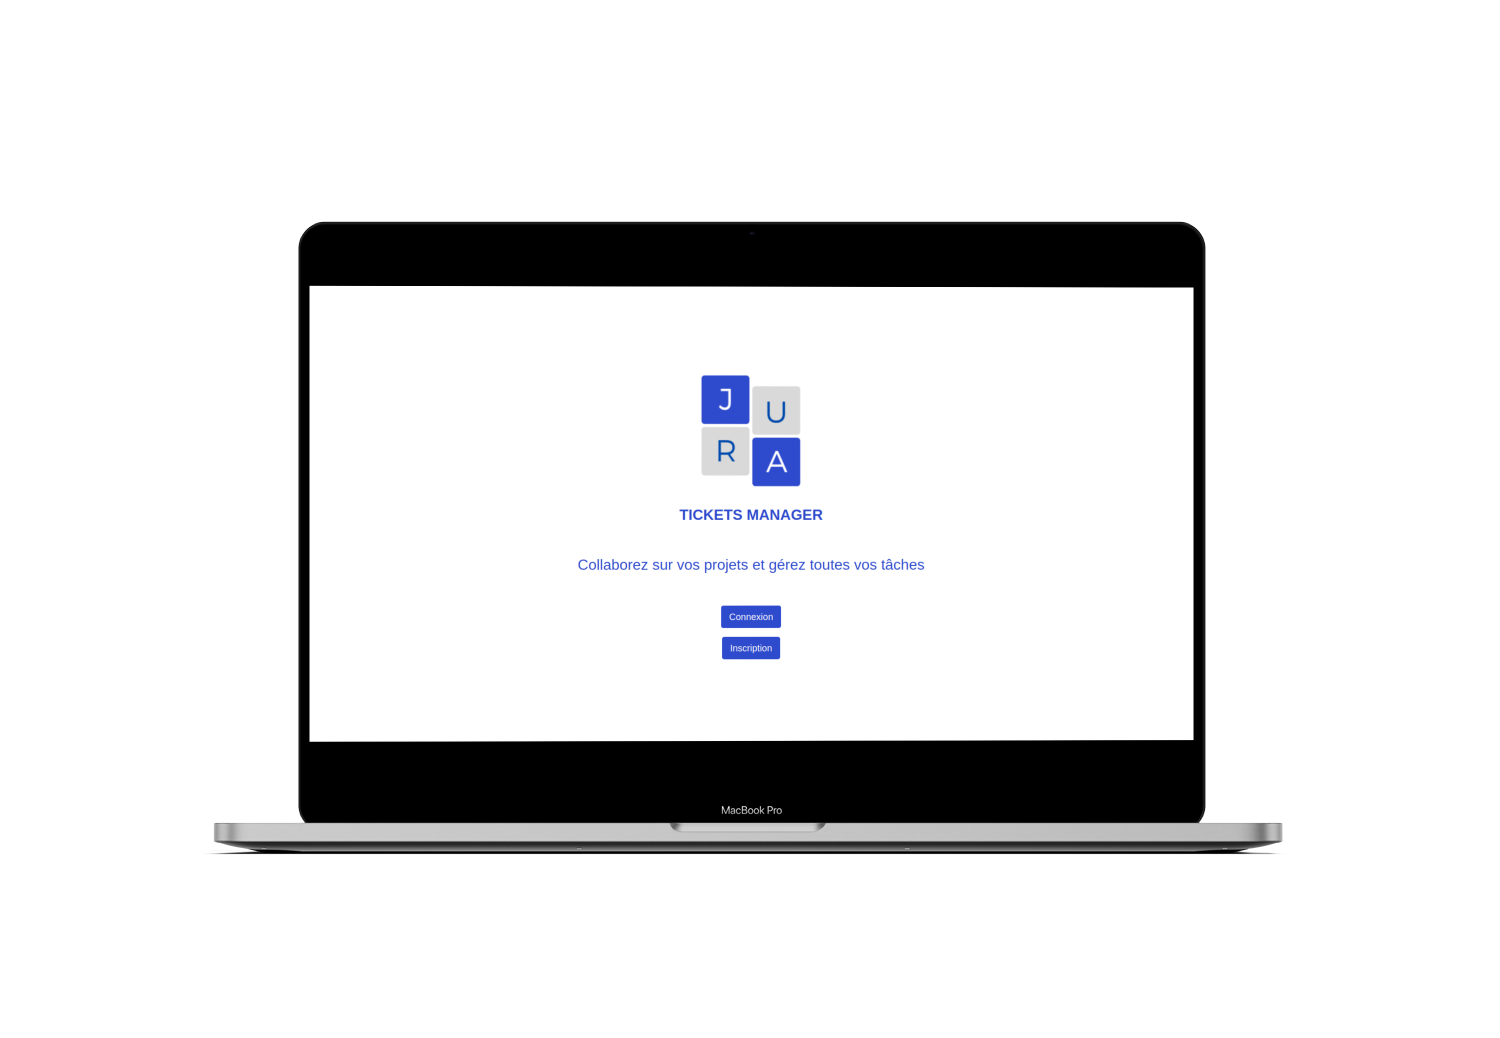 J U
R A
TICKETS MANAGER
Collaborez sur vos projets et gérez toutes vos tâches
Connexion
Inscription
MacBook Pro